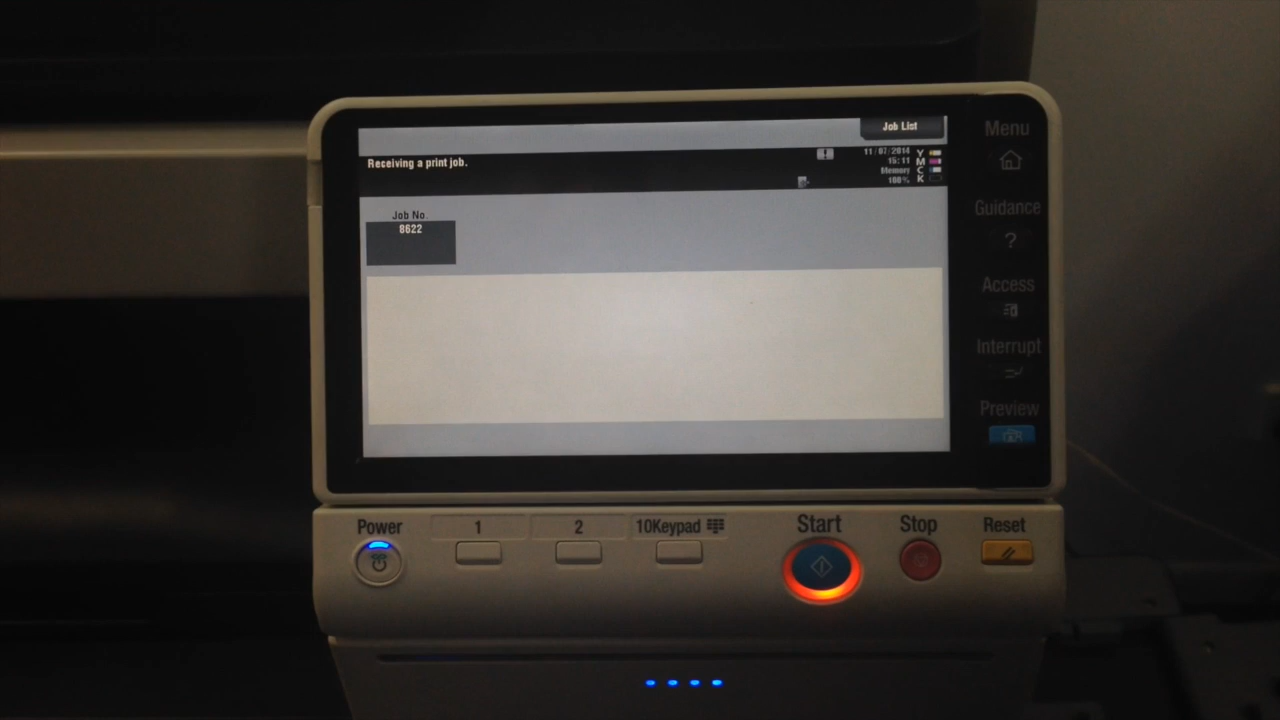 Job List
Receiving a print job.
11/07/2014
15:11
Memory
100%
Y
M
C
K
Job No.
8622
Menu
Guidance
?
Access
Interrupt
Preview
Power
1
2
10Keypad
Start
Stop
Reset